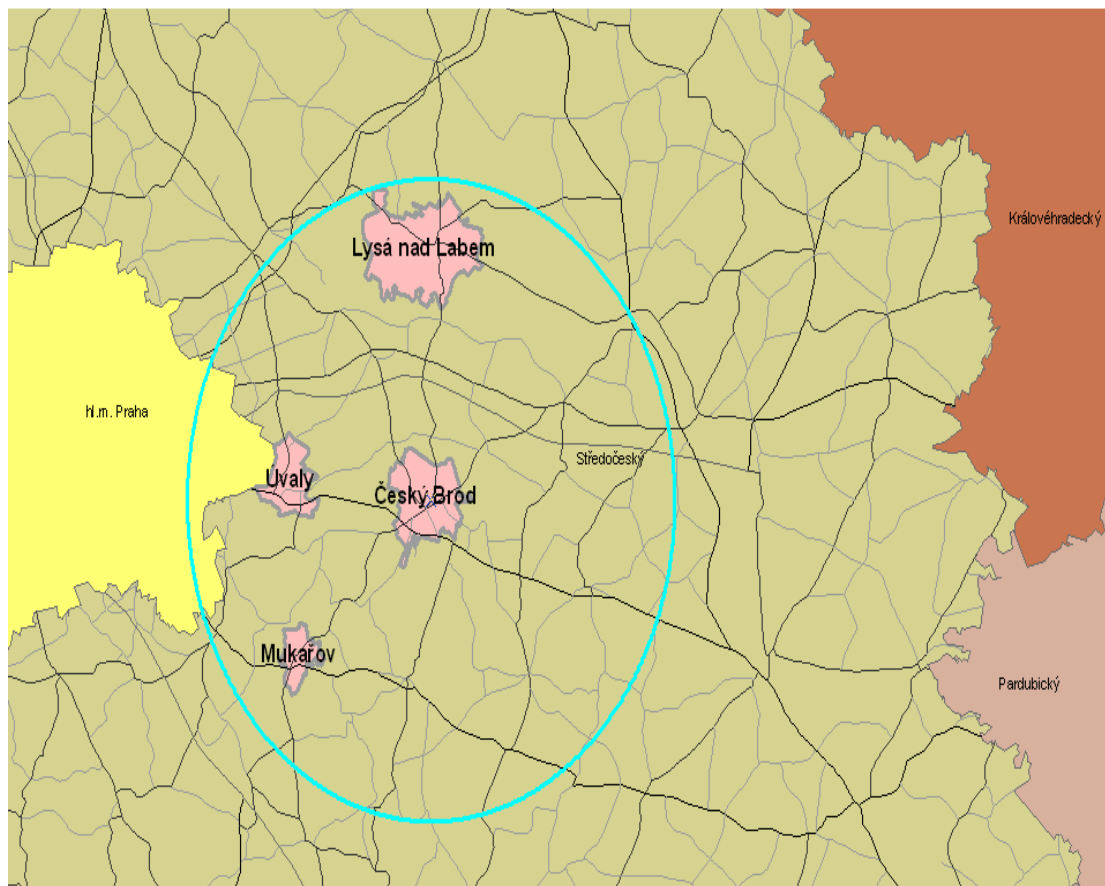 Královéhradecký
Lysá nad Labem
hl.m. Praha
Středočeský
Úvaly
Český Brod
Mukařov
Pardubický